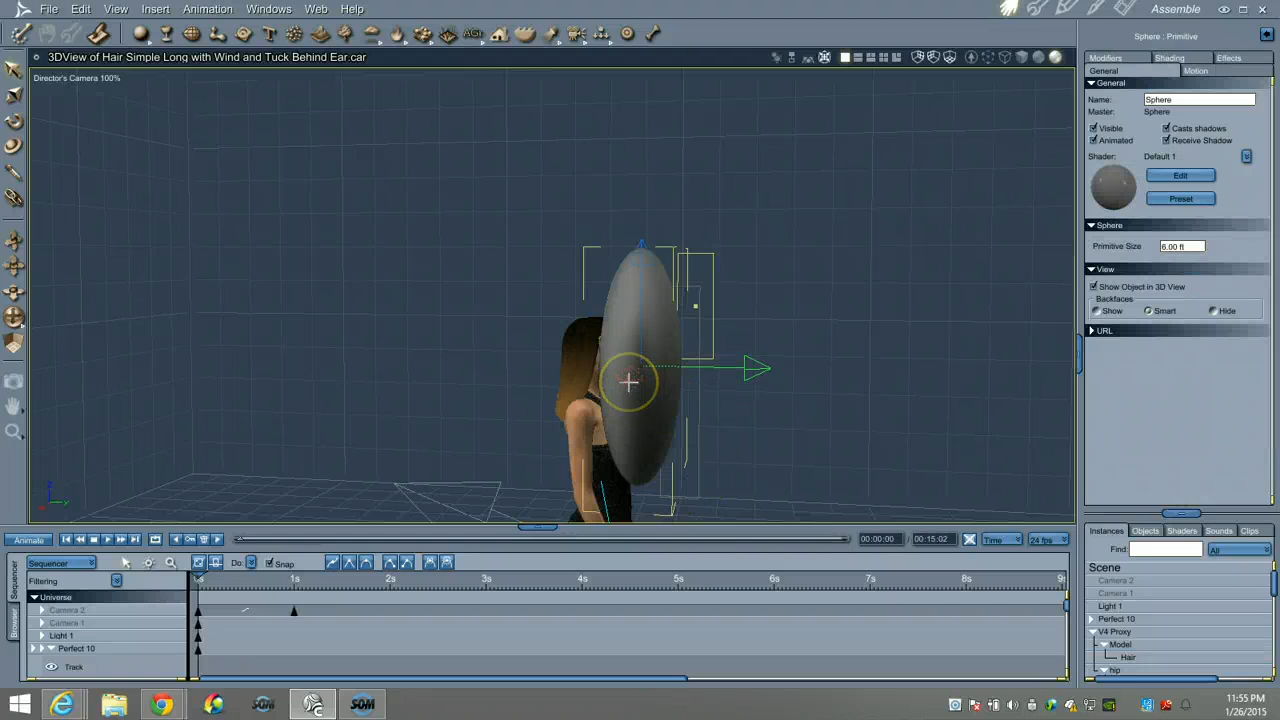 File Edit View Insert Animation Windows Web Help Assemble
AGI
3DView of Hair Simple Long with Wind and Tuck Behind Ear.car
Director's Camera 100%
Sphere : Primitive
Modifiers Shading Effects
General Motion
General
Name: Sphere
Master: Sphere
Visible Casts shadows
Animated Receive Shadow
Shader: Default 1
Edit
Preset
Sphere
Primitive Size 6.00 ft
View
Show Object in 3D View
Backfaces
Show Smart Hide
URL
Instances Objects Shaders Sounds Clips
Find: All
Scene
Camera 2
Camera 1
Light 1
Perfect 10
V4 Proxy
Model
Hair
hip
Animate 00:00:00 00:15:02 Time 24 fps
Sequencer Do: Snap
Filtering 1s 2s 3s 4s 5s 6s 7s 8s 9s
Universe
Camera 2
Camera 1
Light 1
Perfect 10
Track
Sequencer
Browser
SOM SOM
11:55 PM
1/26/2015